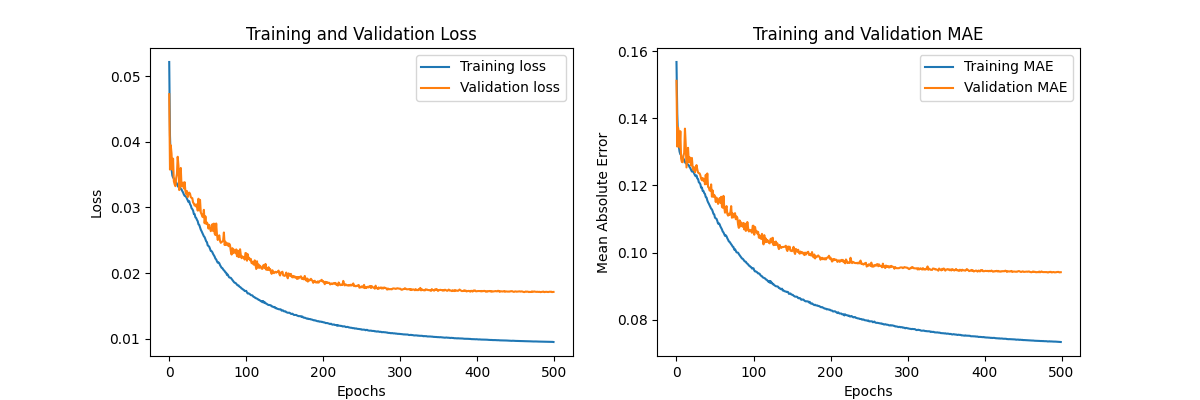 Training and Validation Loss
Training loss
Validation loss
0.05
0.04
0.03
0.02
0.01
Loss
0
100
200
300
400
500
Epochs
Training and Validation MAE
Training MAE
Validation MAE
0.16
0.14
0.12
0.10
0.08
Mean Absolute Error
0
100
200
300
400
500
Epochs